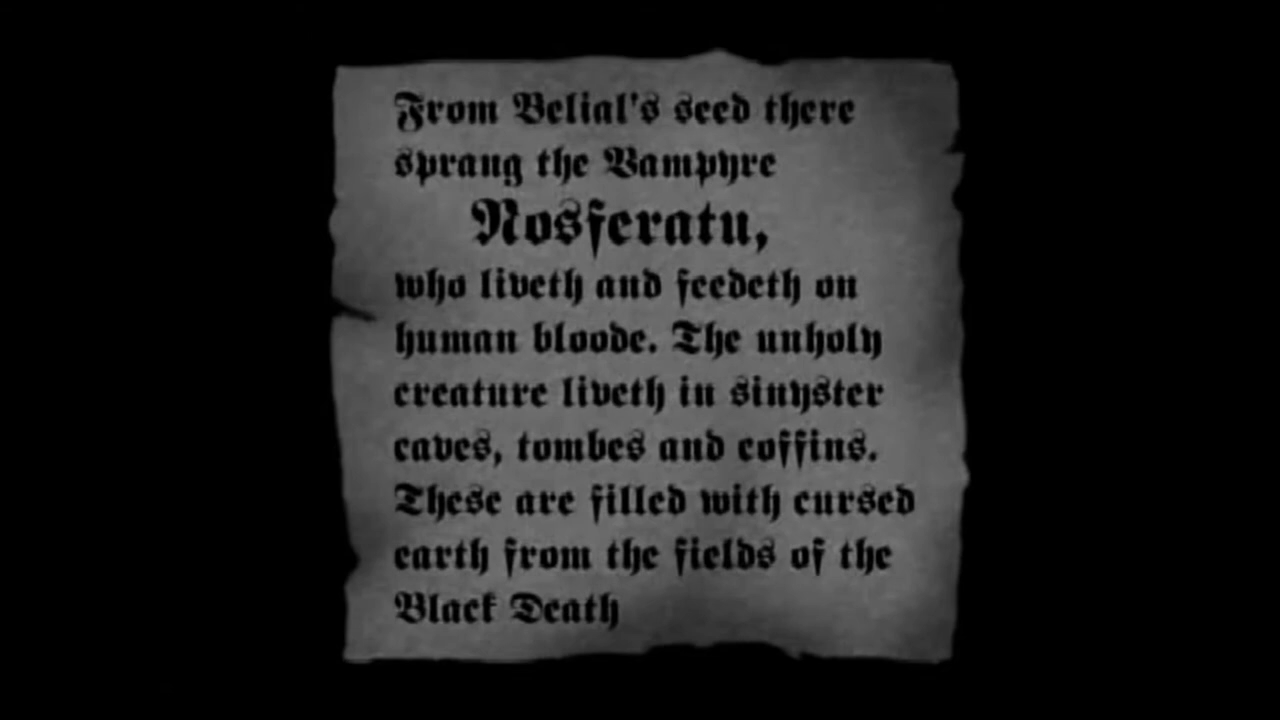 From Belial's seed there
sprang the Vampyre
Nosferatu,
who liveth and feedeth on
human bloode. The unholy
creature liveth in sinyster
caves, tombes and coffins.
These are filled with cursed
earth from the fields of the
Black Death